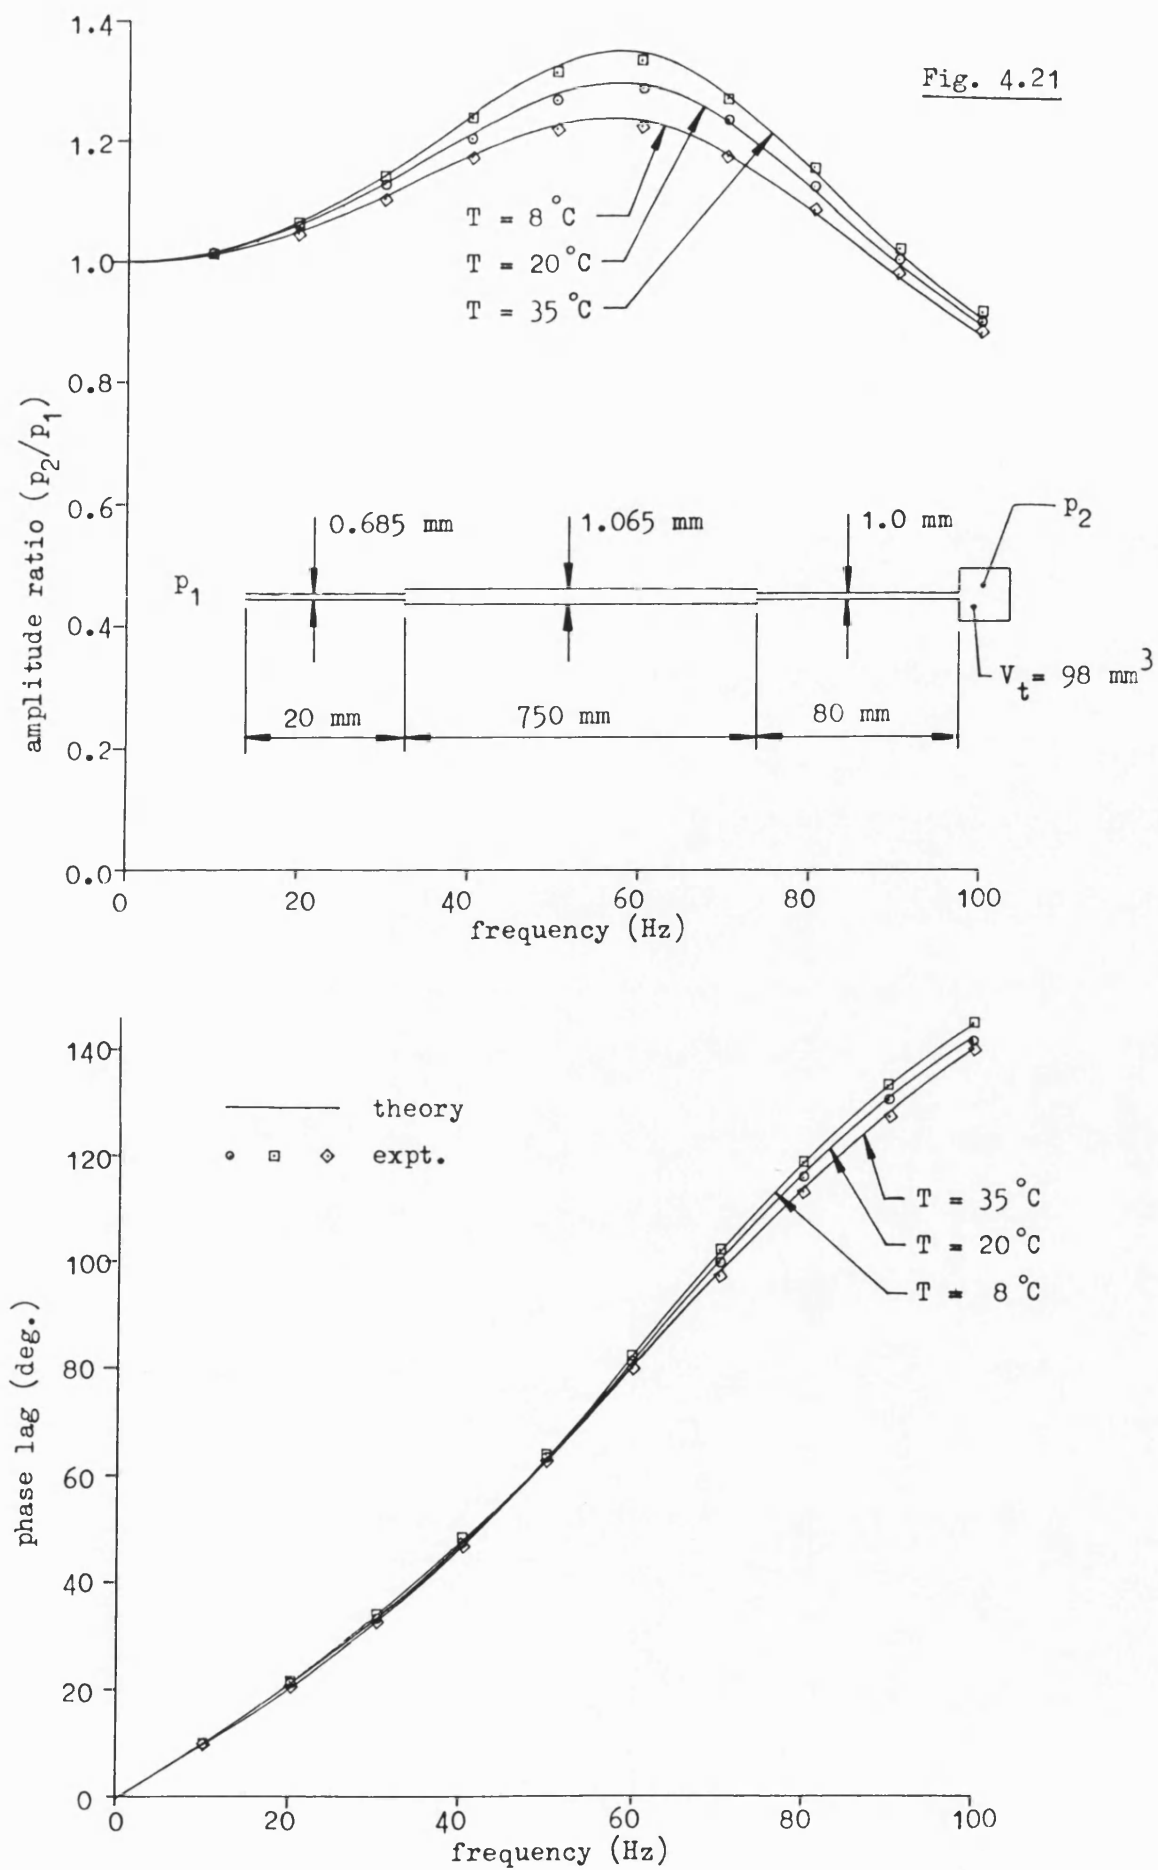 Fig. 4.21
amplitude ratio (p2/p1)
1.4
1.2
1.0
0.8
0.6
0.4
0.2
0.0
T = 8 °C
T = 20 °C
T = 35 °C
0.685 mm
1.065 mm
1.0 mm
p2
p1
Vt= 98 mm³
20 mm
750 mm
80 mm
0 20 40 60 80 100
frequency (Hz)
phase lag (deg.)
140
120
100
80
60
40
20
0
theory
expt.
T = 35 °C
T = 20 °C
T = 8 °C
0 20 40 60 80 100
frequency (Hz)